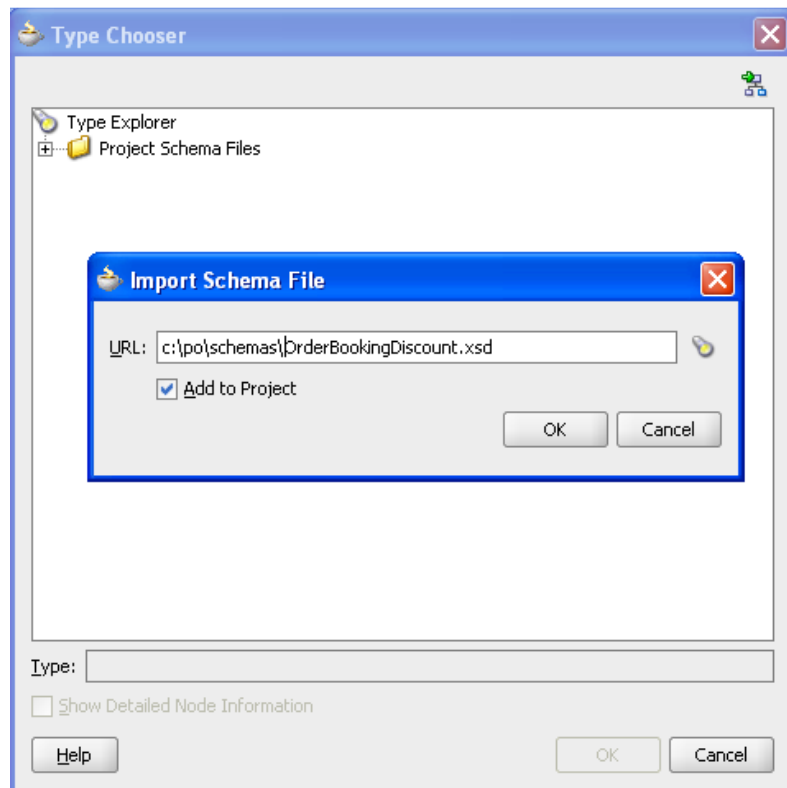 Type Chooser
Type Explorer
Project Schema Files
Import Schema File
URL: c:\po\schemas\OrderBookingDiscount.xsd
Add to Project
OK Cancel
Type:
Show Detailed Node Information
Help OK Cancel